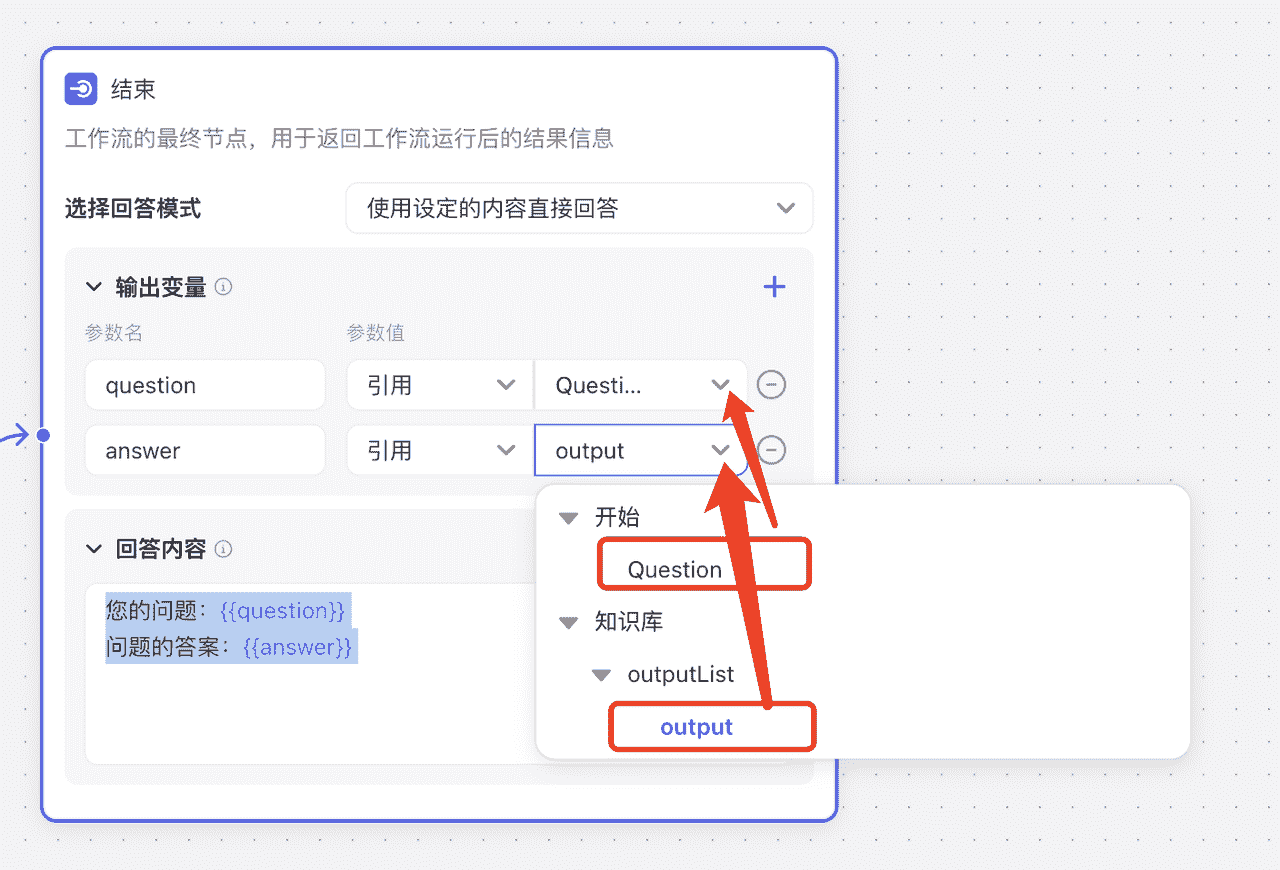 结束
工作流的最终节点，用于返回工作流运行后的结果信息
选择回答模式 使用设定的内容直接回答
输出变量
参数名 参数值
question 引用 Questi...
answer 引用 output
开始
Question
知识库
outputList
output
回答内容
您的问题：{{question}}
问题的答案：{{answer}}